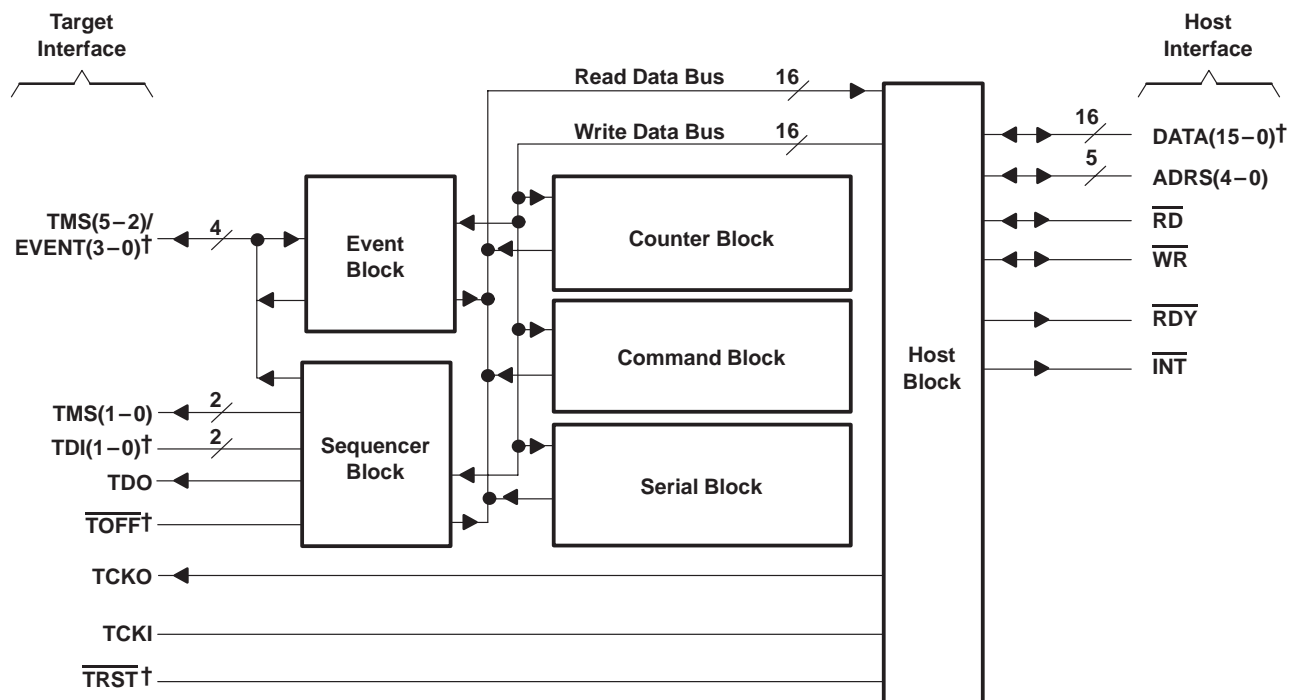 Target
Interface
Host
Interface
Read Data Bus
16
Write Data Bus
16
16
DATA(15–0)†
5
ADRS(4–0)
RD
WR
RDY
INT
TMS(5–2)/
EVENT(3–0)†
4
Event
Block
Counter Block
Command Block
Host
Block
TMS(1–0)
2
TDI(1–0)†
2
TDO
TOFF†
Sequencer
Block
Serial Block
TCKO
TCKI
TRST†